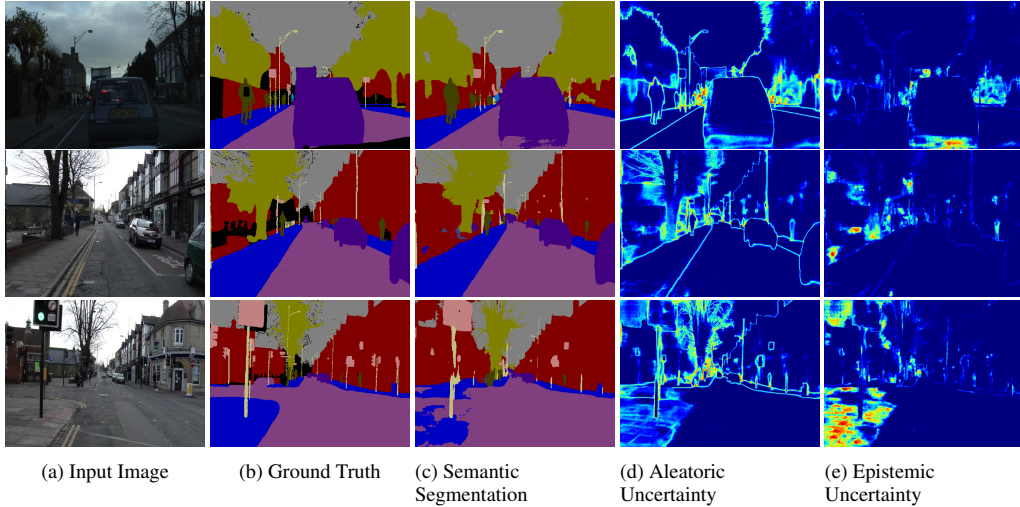 (a) Input Image
(b) Ground Truth
(c) Semantic
Segmentation
(d) Aleatoric
Uncertainty
(e) Epistemic
Uncertainty